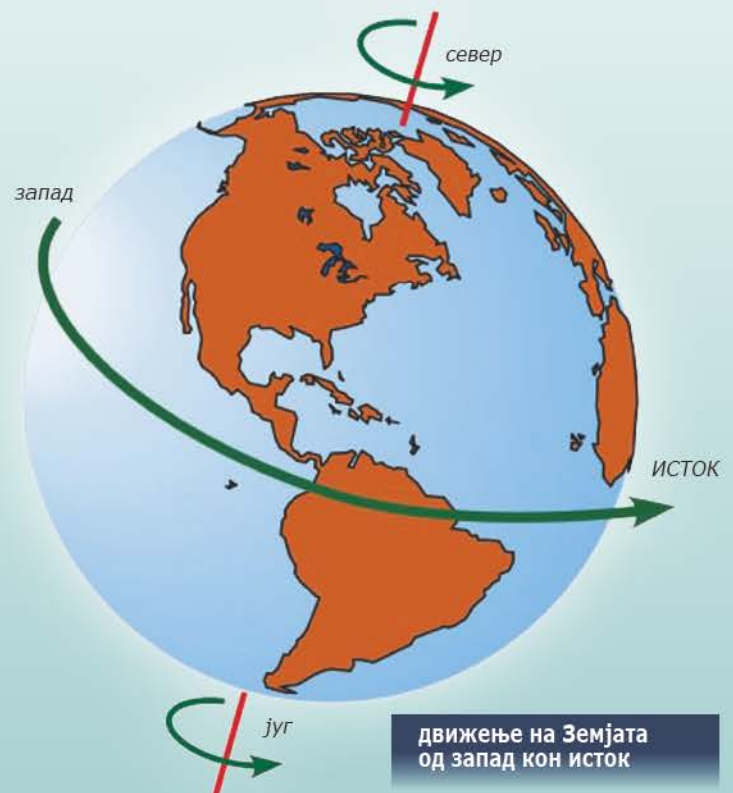 север
запад
ИСТОК
југ
движење на Земјата
од запад кон исток